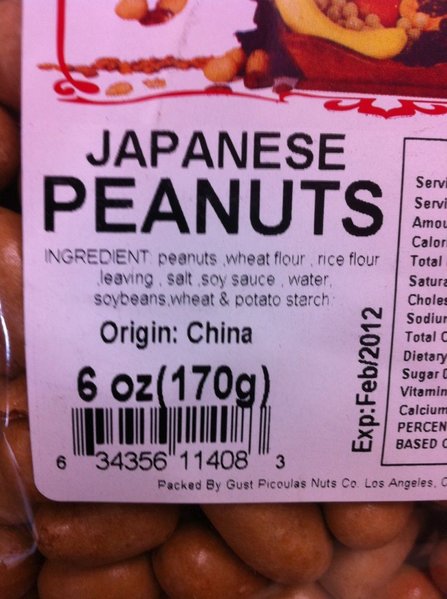 JAPANESE
PEANUTS
INGREDIENT: peanuts ,wheat flour , rice flour
,leaving , salt ,soy sauce , water,
soybeans,wheat & potato starch.
Origin: China
6 oz(170g)
6 34356 11408 3
Packed By Gust Picoulas Nuts Co. Los Angeles, C
Exp:Feb/2012
Servi
Servi
Amou
Calori
Total
Satura
Choles
Sodiur
Total C
Dietary
Sugar D
Vitamin
Calcium
PERCEN
BASED O